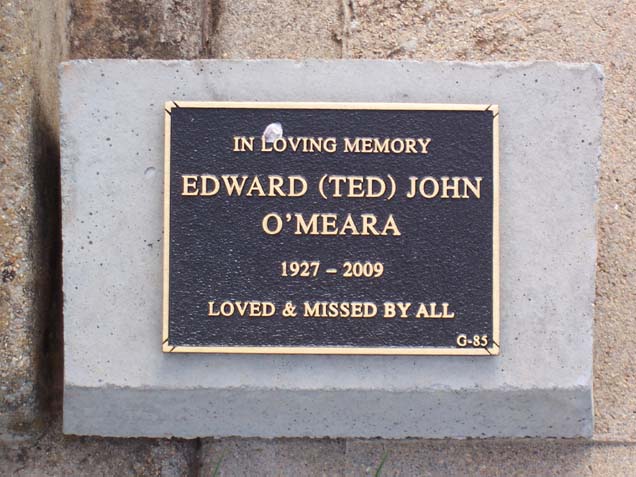 IN LOVING MEMORY
EDWARD (TED) JOHN
O'MEARA
1927 – 2009
LOVED & MISSED BY ALL
G-85